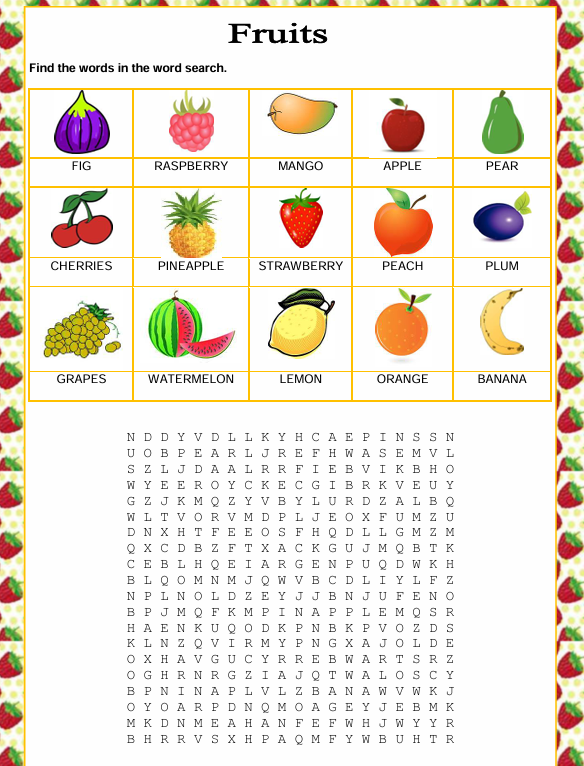 Fruits
Find the words in the word search.
FIG RASPBERRY MANGO APPLE PEAR
CHERRIES PINEAPPLE STRAWBERRY PEACH PLUM
GRAPES WATERMELON LEMON ORANGE BANANA
N D D Y V D L L K Y H C A E P I N S S N
U O B P E A R L J R E F H W A S E M V L
S Z L J D A A L R R F I E B V I K B H O
W Y E E R O Y C K E C G I B R K V E U Y
G Z J K M Q Z Y V B Y L U R D Z A L B Q
W L T V O R V M D P L J E O X F U M Z U
D N X H T F E E O S F H Q D L L G M Z M
Q X C D B Z F T X A C K G U J M Q B T K
C E B L H Q E I A R G E N P U Q D W K H
B L Q O M N M J Q W V B C D L I Y L F Z
N P L N O L D Z E Y J J B N J U F E N O
B P J M Q F K M P I N A P P L E M Q S R
H A E N K U Q O D K P N B K P V O Z D S
K L N Z Q V I R M Y P N G X A J O L D E
O X H A V G U C Y R R E B W A R T S R Z
O G H R N R G Z I A J Q T W A L O S C Y
B P N I N A P L V L Z B A N A W V W K J
O Y O A R P D N Q M O A G E Y J E B M K
M K D N M E A H A N F E F W H J W Y Y R
B H R R V S X H P A Q M F Y W B U H T R